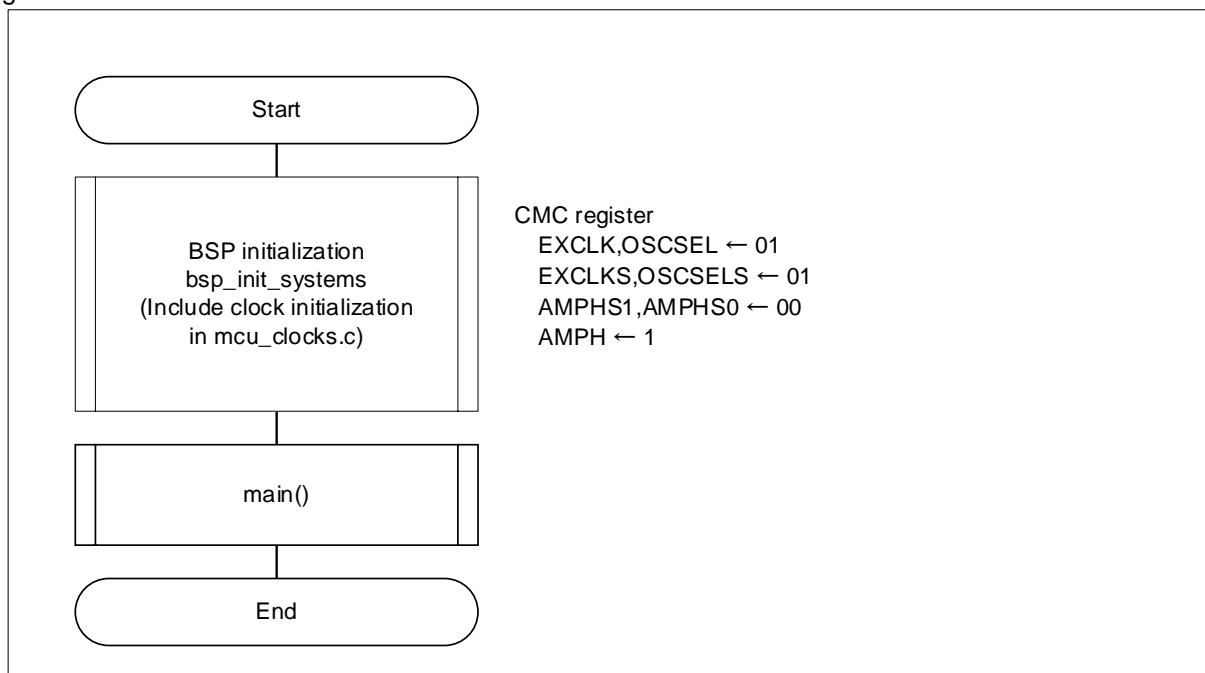 Start
BSP initialization
bsp_init_systems
(Include clock initialization
in mcu_clocks.c)
CMC register
EXCLK,OSCSEL ← 01
EXCLKS,OSCSELS ← 01
AMPHS1,AMPHS0 ← 00
AMPH ← 1
main()
End